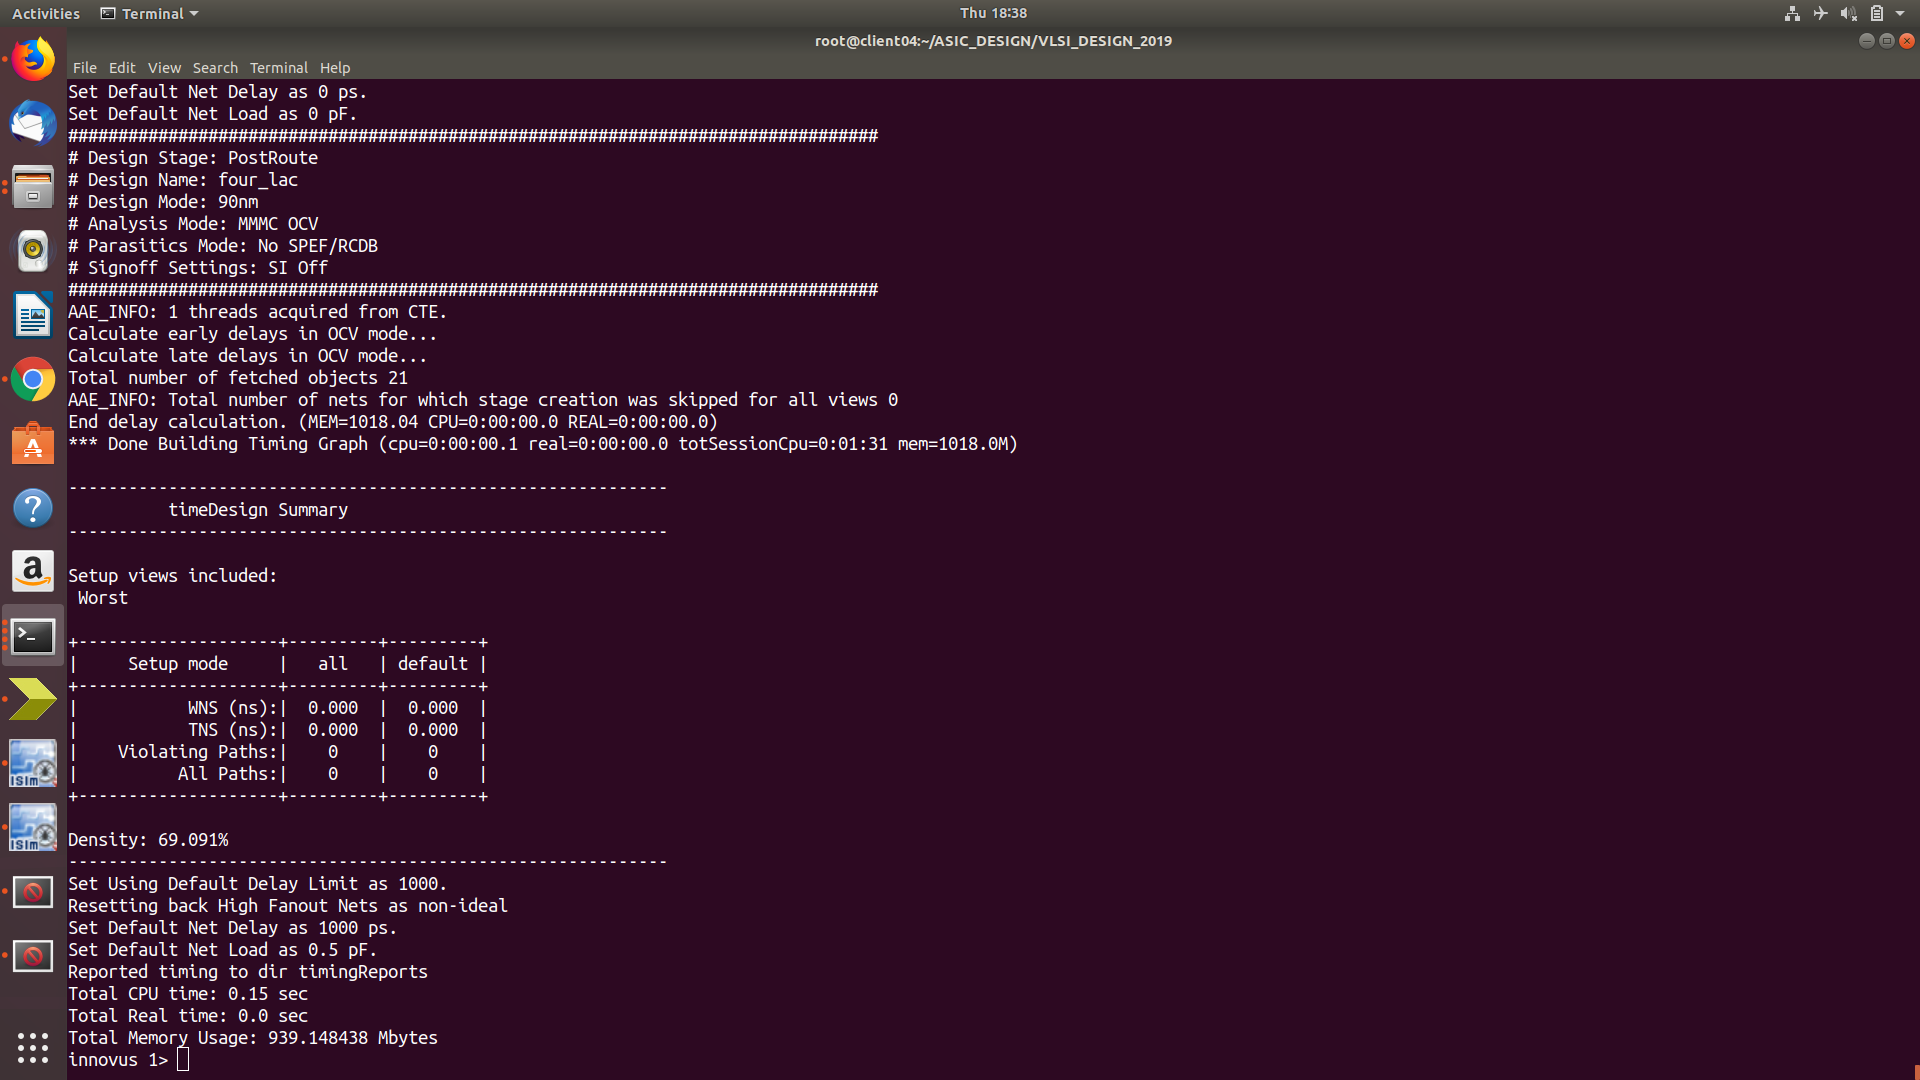 Activities Terminal Thu 18:38
root@client04:~/ASIC_DESIGN/VLSI_DESIGN_2019
File Edit View Search Terminal Help
Set Default Net Delay as 0 ps.
Set Default Net Load as 0 pF.
#################################################################################
# Design Stage: PostRoute
# Design Name: four_lac
# Design Mode: 90nm
# Analysis Mode: MMMC OCV
# Parasitics Mode: No SPEF/RCDB
# Signoff Settings: SI Off
#################################################################################
AAE_INFO: 1 threads acquired from CTE.
Calculate early delays in OCV mode...
Calculate late delays in OCV mode...
Total number of fetched objects 21
AAE_INFO: Total number of nets for which stage creation was skipped for all views 0
End delay calculation. (MEM=1018.04 CPU=0:00:00.0 REAL=0:00:00.0)
*** Done Building Timing Graph (cpu=0:00:00.1 real=0:00:00.0 totSessionCpu=0:01:31 mem=1018.0M)
------------------------------------------------------------
          timeDesign Summary
------------------------------------------------------------
Setup views included:
 Worst
+--------------------+---------+---------+
|     Setup mode     |   all   | default |
+--------------------+---------+---------+
|           WNS (ns):|  0.000  |  0.000  |
|           TNS (ns):|  0.000  |  0.000  |
|    Violating Paths:|    0    |    0    |
|          All Paths:|    0    |    0    |
+--------------------+---------+---------+
Density: 69.091%
------------------------------------------------------------
Set Using Default Delay Limit as 1000.
Resetting back High Fanout Nets as non-ideal
Set Default Net Delay as 1000 ps.
Set Default Net Load as 0.5 pF.
Reported timing to dir timingReports
Total CPU time: 0.15 sec
Total Real time: 0.0 sec
Total Memory Usage: 939.148438 Mbytes
innovus 1>
A
?
a
>_
ISim
ISim